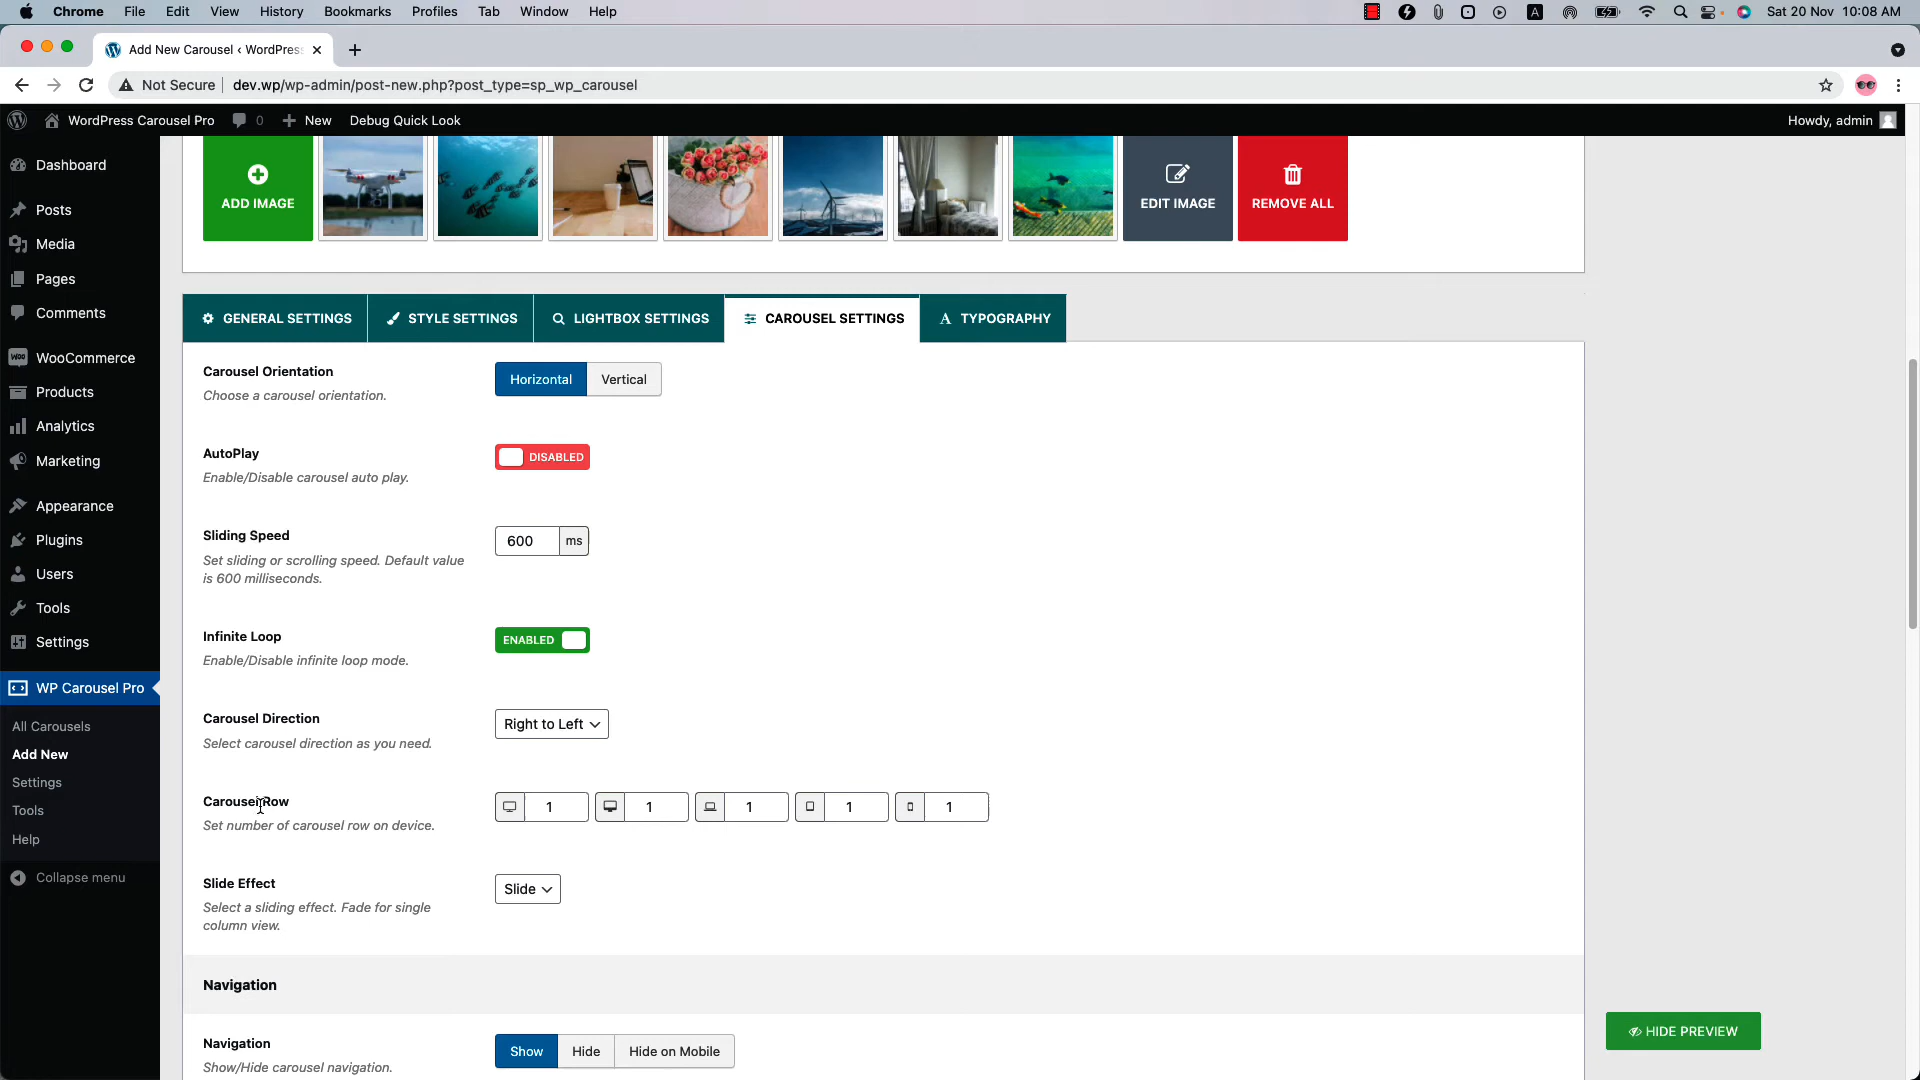 Chrome File Edit View History Bookmarks Profiles Tab Window Help
A Sat 20 Nov 10:08 AM
Add New Carousel ‹ WordPress
Not Secure dev.wp/wp-admin/post-new.php?post_type=sp_wp_carousel
WordPress Carousel Pro 0 New Debug Quick Look Howdy, admin
Dashboard
Posts
Media
Pages
Comments
WooCommerce
Products
Analytics
Marketing
Appearance
Plugins
Users
Tools
Settings
WP Carousel Pro
All Carousels
Add New
Settings
Tools
Help
Collapse menu
ADD IMAGE
EDIT IMAGE
REMOVE ALL
GENERAL SETTINGS STYLE SETTINGS LIGHTBOX SETTINGS CAROUSEL SETTINGS A TYPOGRAPHY
Carousel Orientation
Choose a carousel orientation.
Horizontal Vertical
AutoPlay
Enable/Disable carousel auto play.
DISABLED
Sliding Speed
Set sliding or scrolling speed. Default value
is 600 milliseconds.
600 ms
Infinite Loop
Enable/Disable infinite loop mode.
ENABLED
Carousel Direction
Select carousel direction as you need.
Right to Left
Carousel Row
Set number of carousel row on device.
1 1 1 1 1
Slide Effect
Select a sliding effect. Fade for single
column view.
Slide
Navigation
Navigation
Show/Hide carousel navigation.
Show Hide Hide on Mobile
HIDE PREVIEW